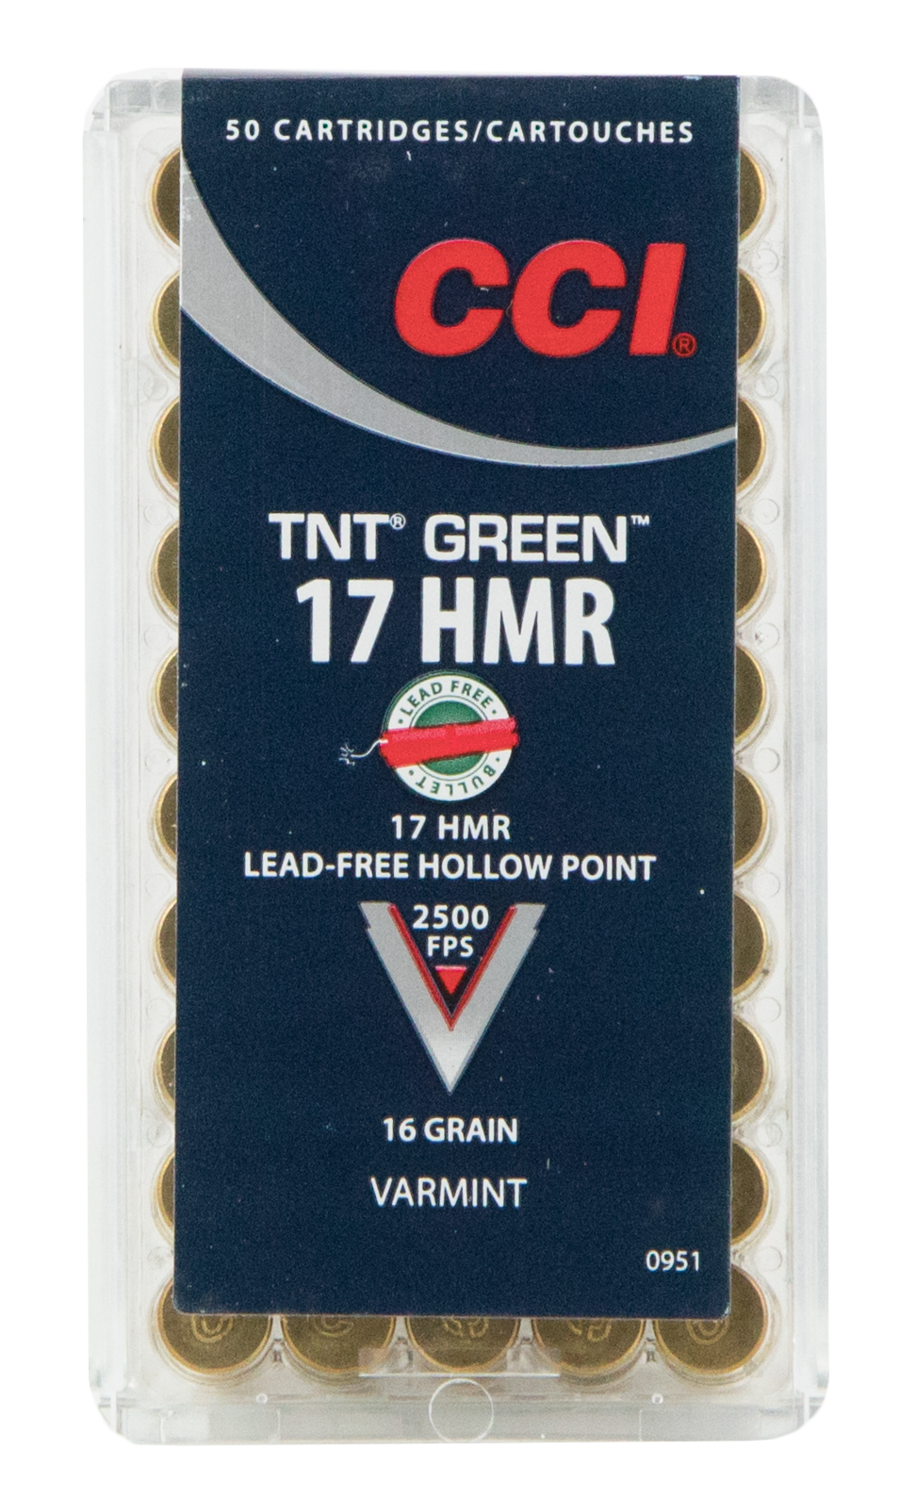 50 CARTRIDGES/CARTOUCHES
CCI®
TNT® GREEN™
17 HMR
LEAD FREE
BULLET
17 HMR
LEAD-FREE HOLLOW POINT
2500
FPS
16 GRAIN
VARMINT
0951